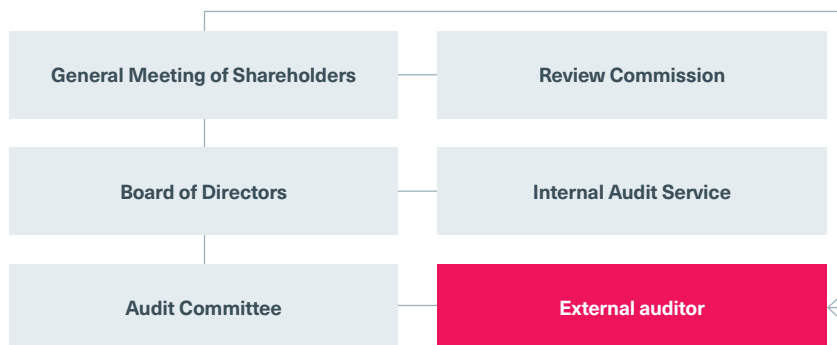 General Meeting of Shareholders
Review Commission
Board of Directors
Internal Audit Service
Audit Committee
External auditor